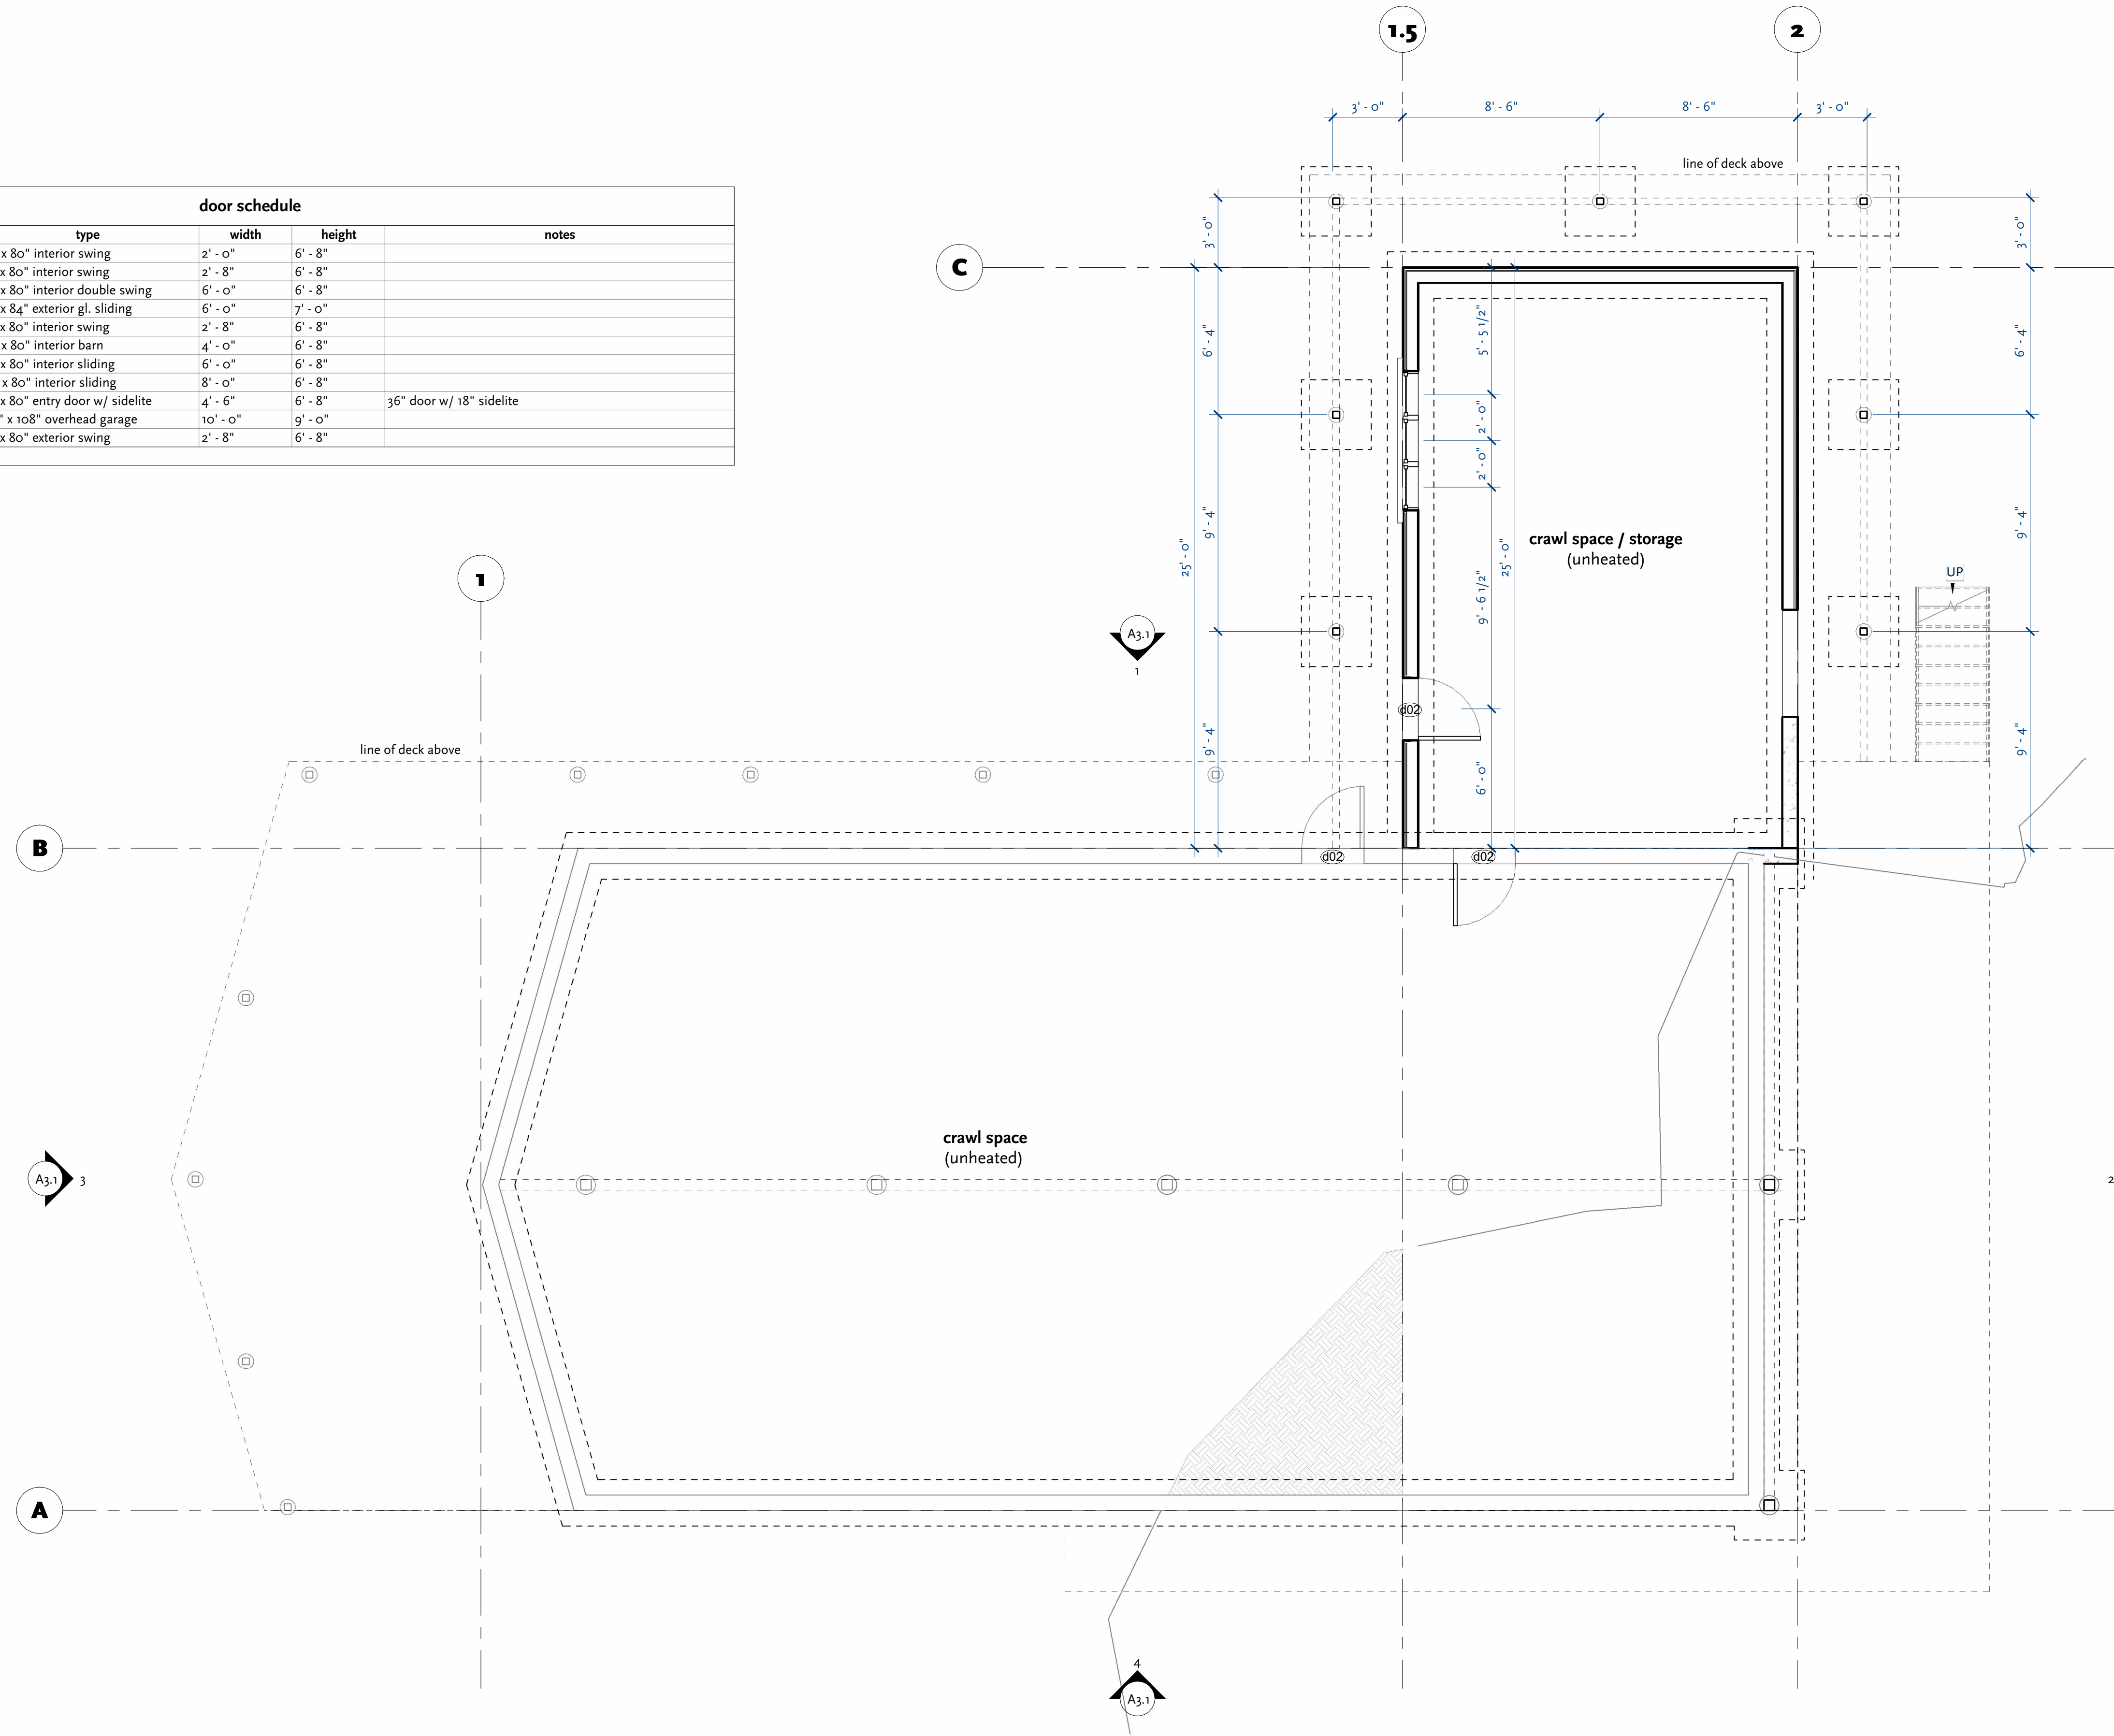 1.5
2
3' - 0"
8' - 6"
8' - 6"
3' - 0"
line of deck above
door schedule
type width height notes
x 80" interior swing 2' - 0" 6' - 8"
x 80" interior swing 2' - 8" 6' - 8"
x 80" interior double swing 6' - 0" 6' - 8"
x 84" exterior gl. sliding 6' - 0" 7' - 0"
x 80" interior swing 2' - 8" 6' - 8"
x 80" interior barn 4' - 0" 6' - 8"
x 80" interior sliding 6' - 0" 6' - 8"
x 80" interior sliding 8' - 0" 6' - 8"
x 80" entry door w/ sidelite 4' - 6" 6' - 8" 36" door w/ 18" sidelite
" x 108" overhead garage 10' - 0" 9' - 0"
x 80" exterior swing 2' - 8" 6' - 8"
C
3' - 0"
6' - 4"
9' - 4"
9' - 4"
25' - 0"
5' - 5 1/2"
2' - 0"
2' - 0"
9' - 6 1/2"
6' - 0"
25' - 0"
3' - 0"
6' - 4"
9' - 4"
9' - 4"
crawl space / storage
(unheated)
UP
1
A3.1
1
d02
line of deck above
B
d02
d02
crawl space
(unheated)
A3.1
3
2
A
4
A3.1